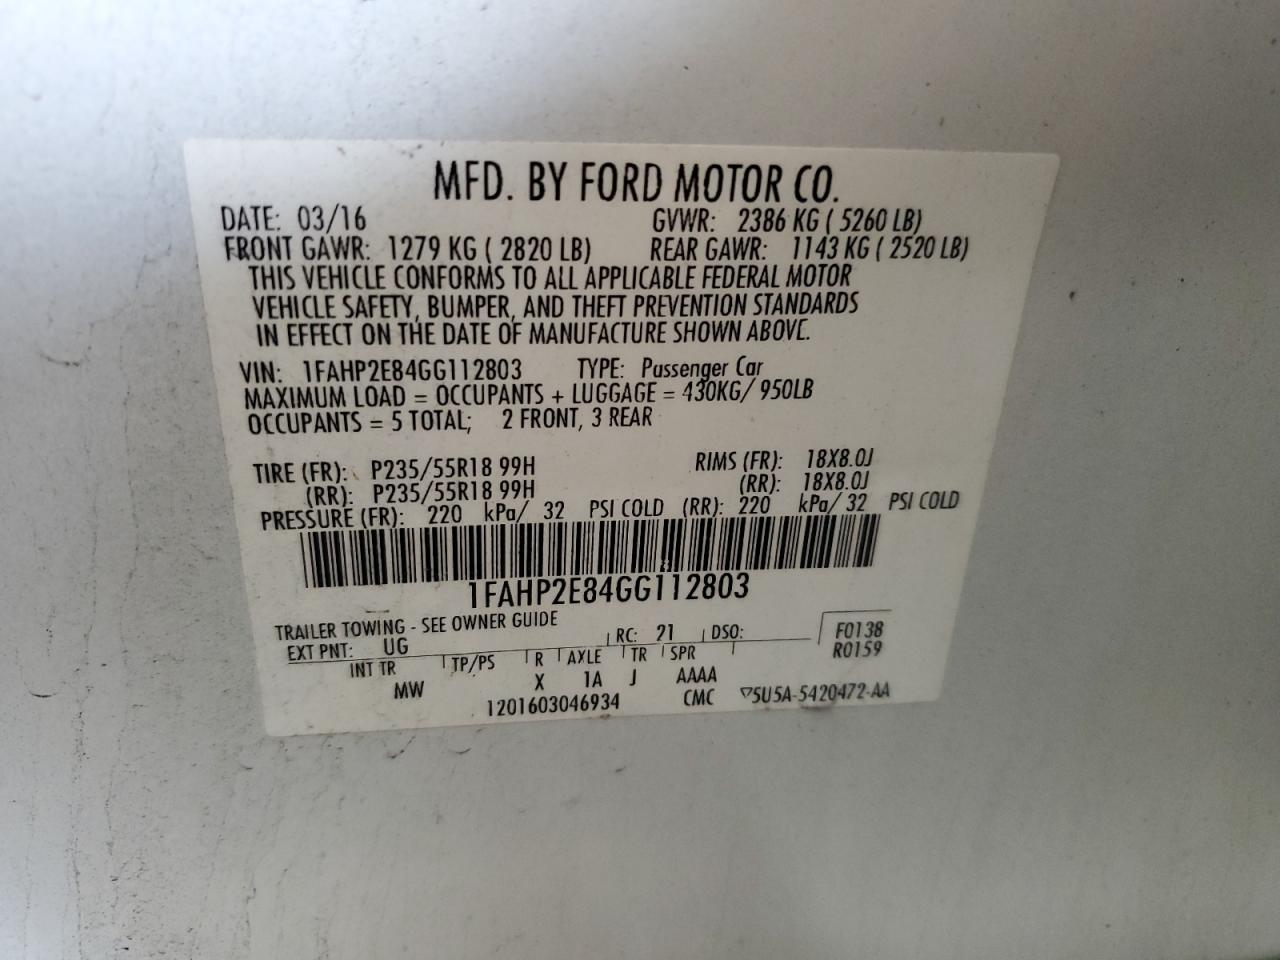 MFD. BY FORD MOTOR CO.
DATE: 03/16 GVWR: 2386 KG ( 5260 LB)
FRONT GAWR: 1279 KG ( 2820 LB) REAR GAWR: 1143 KG ( 2520 LB)
THIS VEHICLE CONFORMS TO ALL APPLICABLE FEDERAL MOTOR
VEHICLE SAFETY, BUMPER, AND THEFT PREVENTION STANDARDS
IN EFFECT ON THE DATE OF MANUFACTURE SHOWN ABOVE.
VIN: 1FAHP2E84GG112803 TYPE: Passenger Car
MAXIMUM LOAD = OCCUPANTS + LUGGAGE = 430KG/ 950LB
OCCUPANTS = 5 TOTAL; 2 FRONT, 3 REAR
TIRE (FR): P235/55R18 99H RIMS (FR): 18X8.0J
(RR): P235/55R18 99H (RR): 18X8.0J
PRESSURE (FR): 220 kPa/ 32 PSI COLD (RR): 220 kPa/ 32 PSI COLD
1FAHP2E84GG112803
TRAILER TOWING - SEE OWNER GUIDE
EXT PNT: UG RC: 21 DSO: F0138
R0159
INT TR TP/PS R AXLE TR SPR
MW X 1A J AAAA
1201603046934 CMC ▽5U5A-5420472-AA